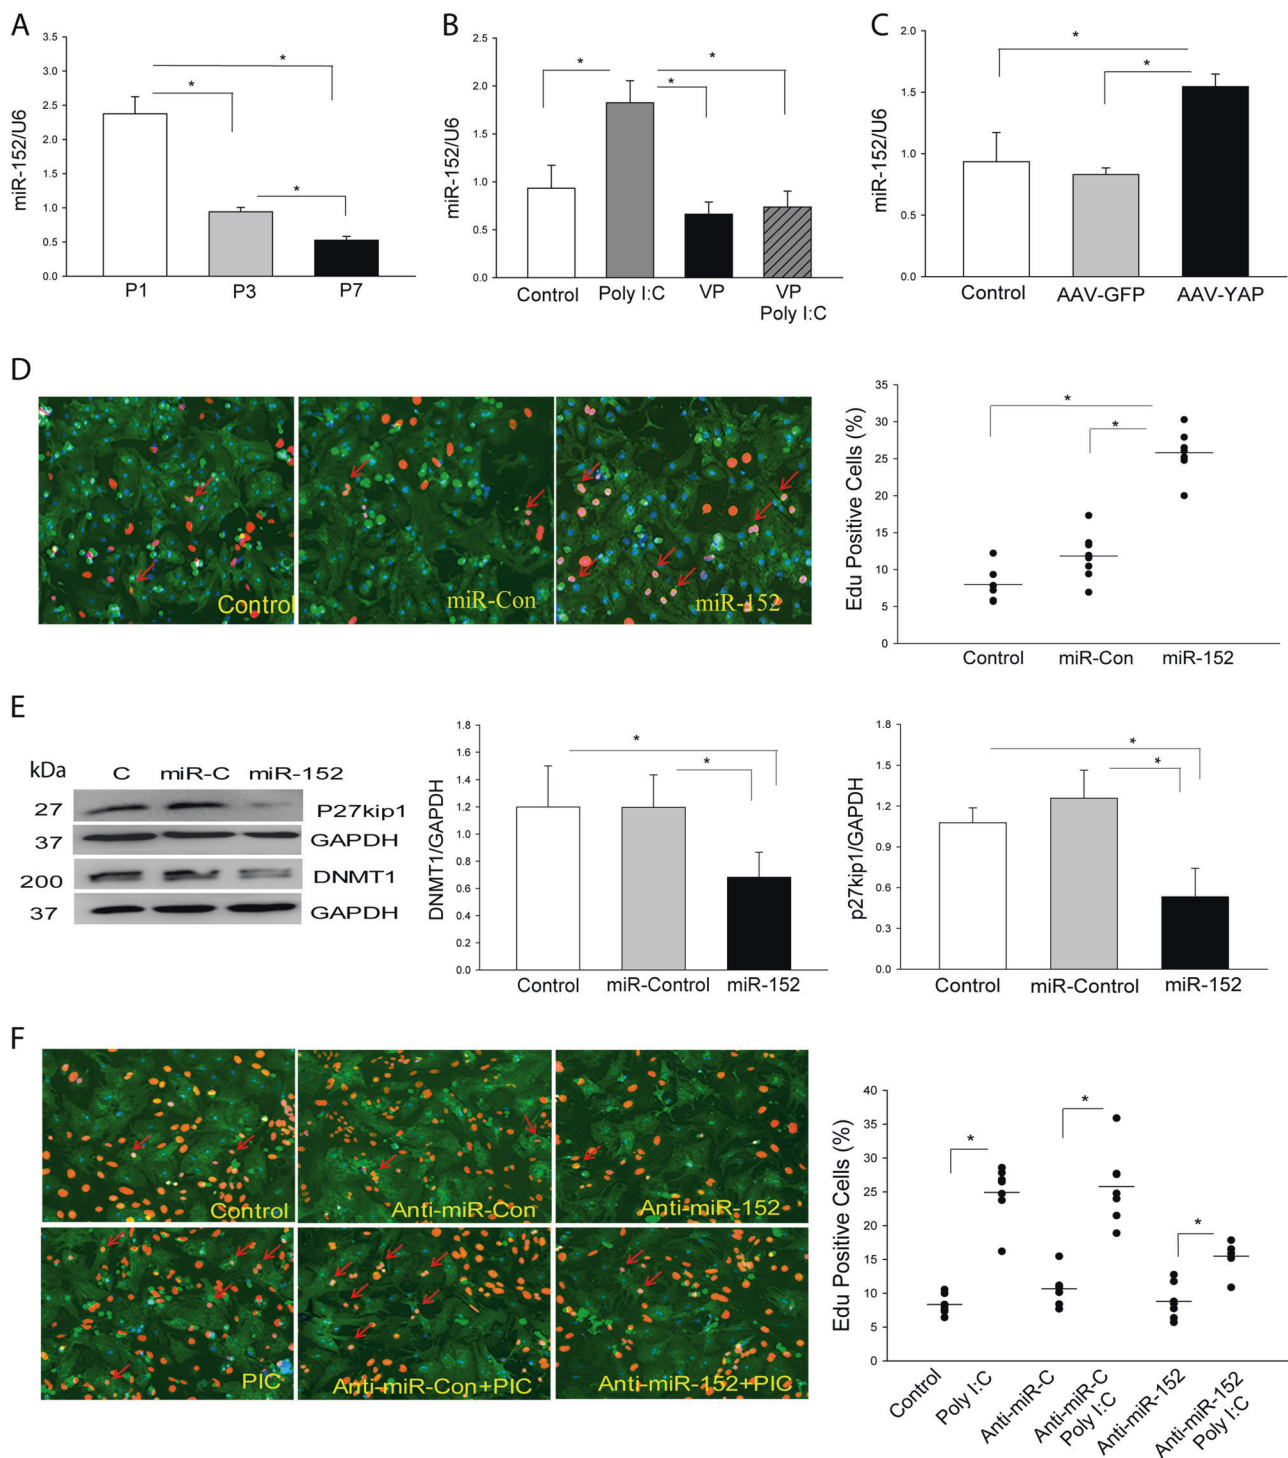 A
miR-152/U6
3.5
3.0
2.5
2.0
1.5
1.0
0.5
0.0
*
*
*
P1 P3 P7
B
miR-152/U6
2.5
2.0
1.5
1.0
0.5
0.0
*
*
*
Control Poly I:C VP VP
Poly I:C
C
miR-152/U6
2.0
1.5
1.0
0.5
0.0
*
*
Control AAV-GFP AAV-YAP
D
Control
miR-Con
miR-152
Edu Positive Cells (%)
35
30
25
20
15
10
5
0
*
*
Control miR-Con miR-152
E
kDa C miR-C miR-152
27 P27kip1
37 GAPDH
200 DNMT1
37 GAPDH
DNMT1/GAPDH
1.8
1.6
1.4
1.2
1.0
0.8
0.6
0.4
0.2
0.0
*
*
Control miR-Control miR-152
p27kip1/GAPDH
1.8
1.5
1.2
0.9
0.6
0.3
0.0
*
*
Control miR-Control miR-152
F
Control
Anti-miR-Con
Anti-miR-152
PIC
Anti-miR-Con+PIC
Anti-miR-152+PIC
Edu Positive Cells (%)
40
35
30
25
20
15
10
5
0
*
*
*
Control
Poly I:C
Anti-miR-C
Anti-miR-C
Poly I:C
Anti-miR-152
Anti-miR-152
Poly I:C